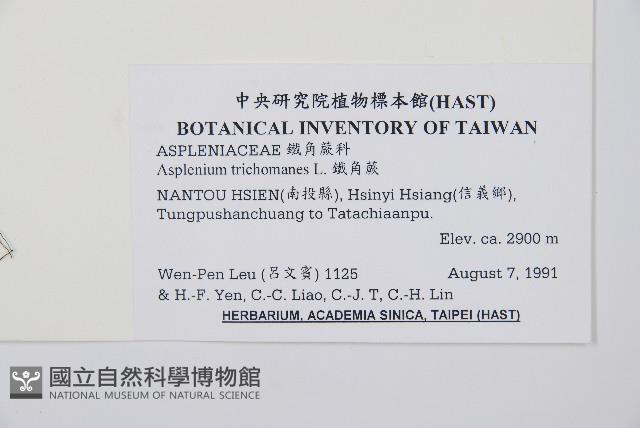 中央研究院植物標本館(HAST)
BOTANICAL INVENTORY OF TAIWAN
ASPLENIACEAE 鐵角蕨科
Asplenium trichomanes L. 鐵角蕨
NANTOU HSIEN(南投縣), Hsinyi Hsiang(信義鄉),
Tungpushanchuang to Tatachiaanpu.
Elev. ca. 2900 m
Wen-Pen Leu (呂文賓) 1125 August 7, 1991
& H.-F. Yen, C.-C. Liao, C.-J. T, C.-H. Lin
HERBARIUM, ACADEMIA SINICA, TAIPEI (HAST)
國立自然科學博物館
NATIONAL MUSEUM OF NATURAL SCIENCE